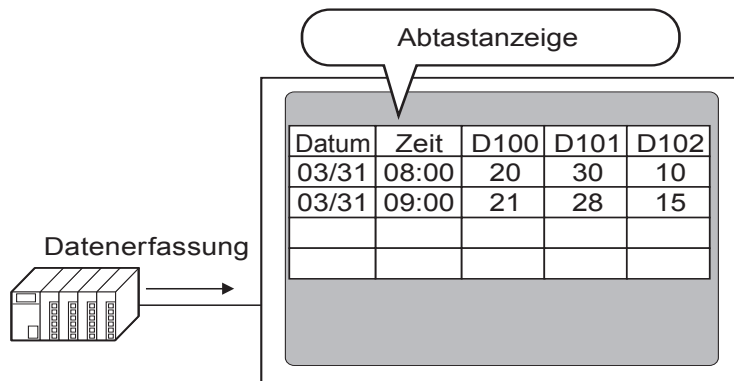 Abtastanzeige
Datum Zeit D100 D101 D102
03/31 08:00 20 30 10
03/31 09:00 21 28 15
Datenerfassung